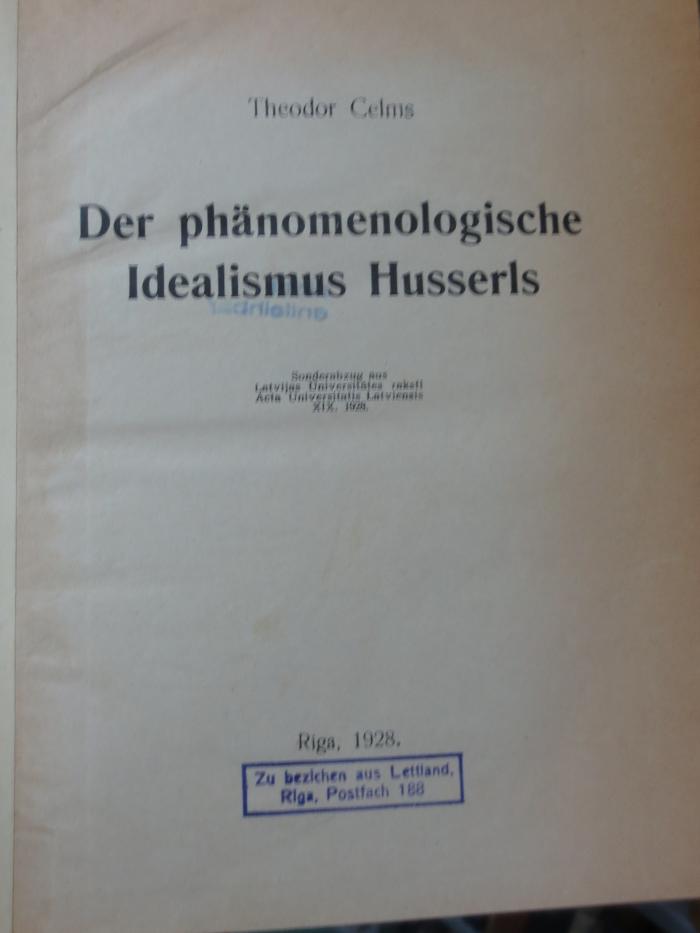 Theodor Celms
Der phänomenologische
Idealismus Husserls
Sonderabzug aus
Latvijas Universitātes raksti
Acta Universitatis Latviensis
XIX, 1928.
Riga, 1928.
Zu beziehen aus Lettland,
Riga, Postfach 188